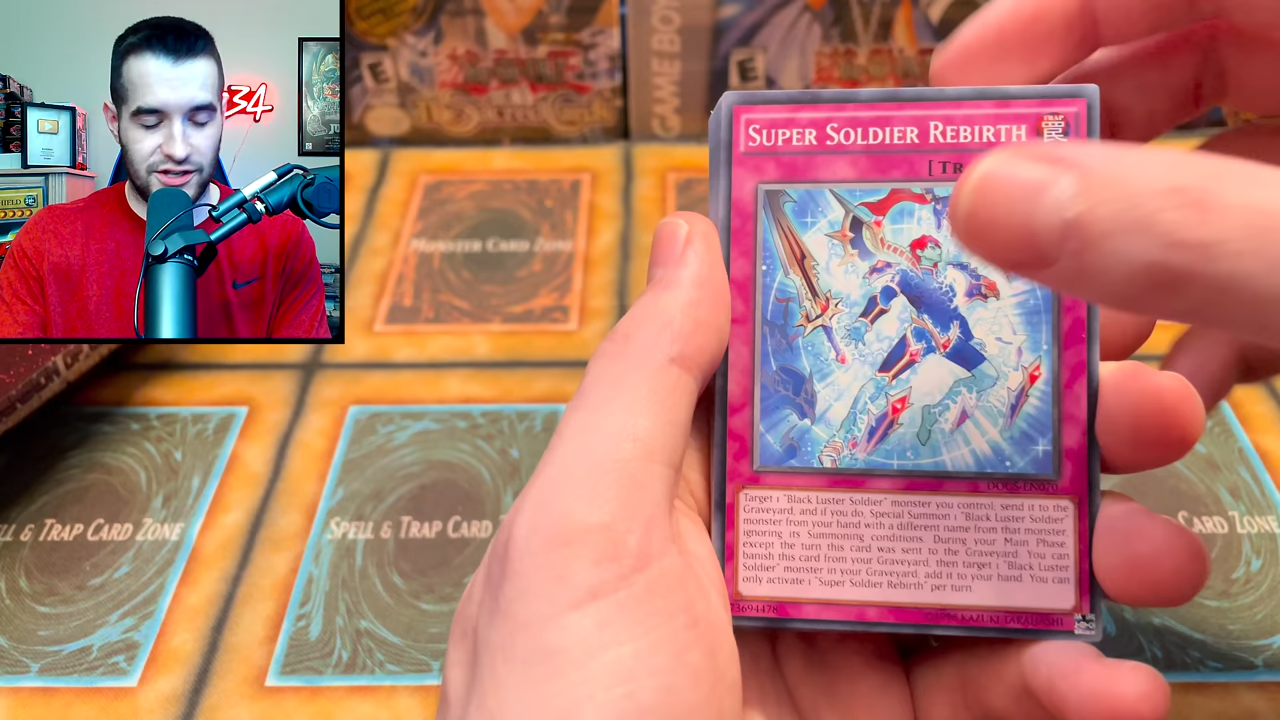 34
E
GAME BOY
E
SUPER SOLDIER REBIRTH
TRAP
[TR
MONSTER CARD ZONE
DOCS-EN070
Target 1 "Black Luster Soldier" monster you control; send it to the
Graveyard, and if you do, Special Summon 1 "Black Luster Soldier"
monster from your hand with a different name from that monster,
ignoring its Summoning conditions. During your Main Phase,
except the turn this card was sent to the Graveyard: You can
banish this card from your Graveyard, then target 1 "Black Luster
Soldier" monster in your Graveyard; add it to your hand. You can
only activate 1 "Super Soldier Rebirth" per turn.
73694478
©1996 KAZUKI TAKAHASHI
LL & TRAP CARD ZONE
SPELL & TRAP CARD
CARD ZONE